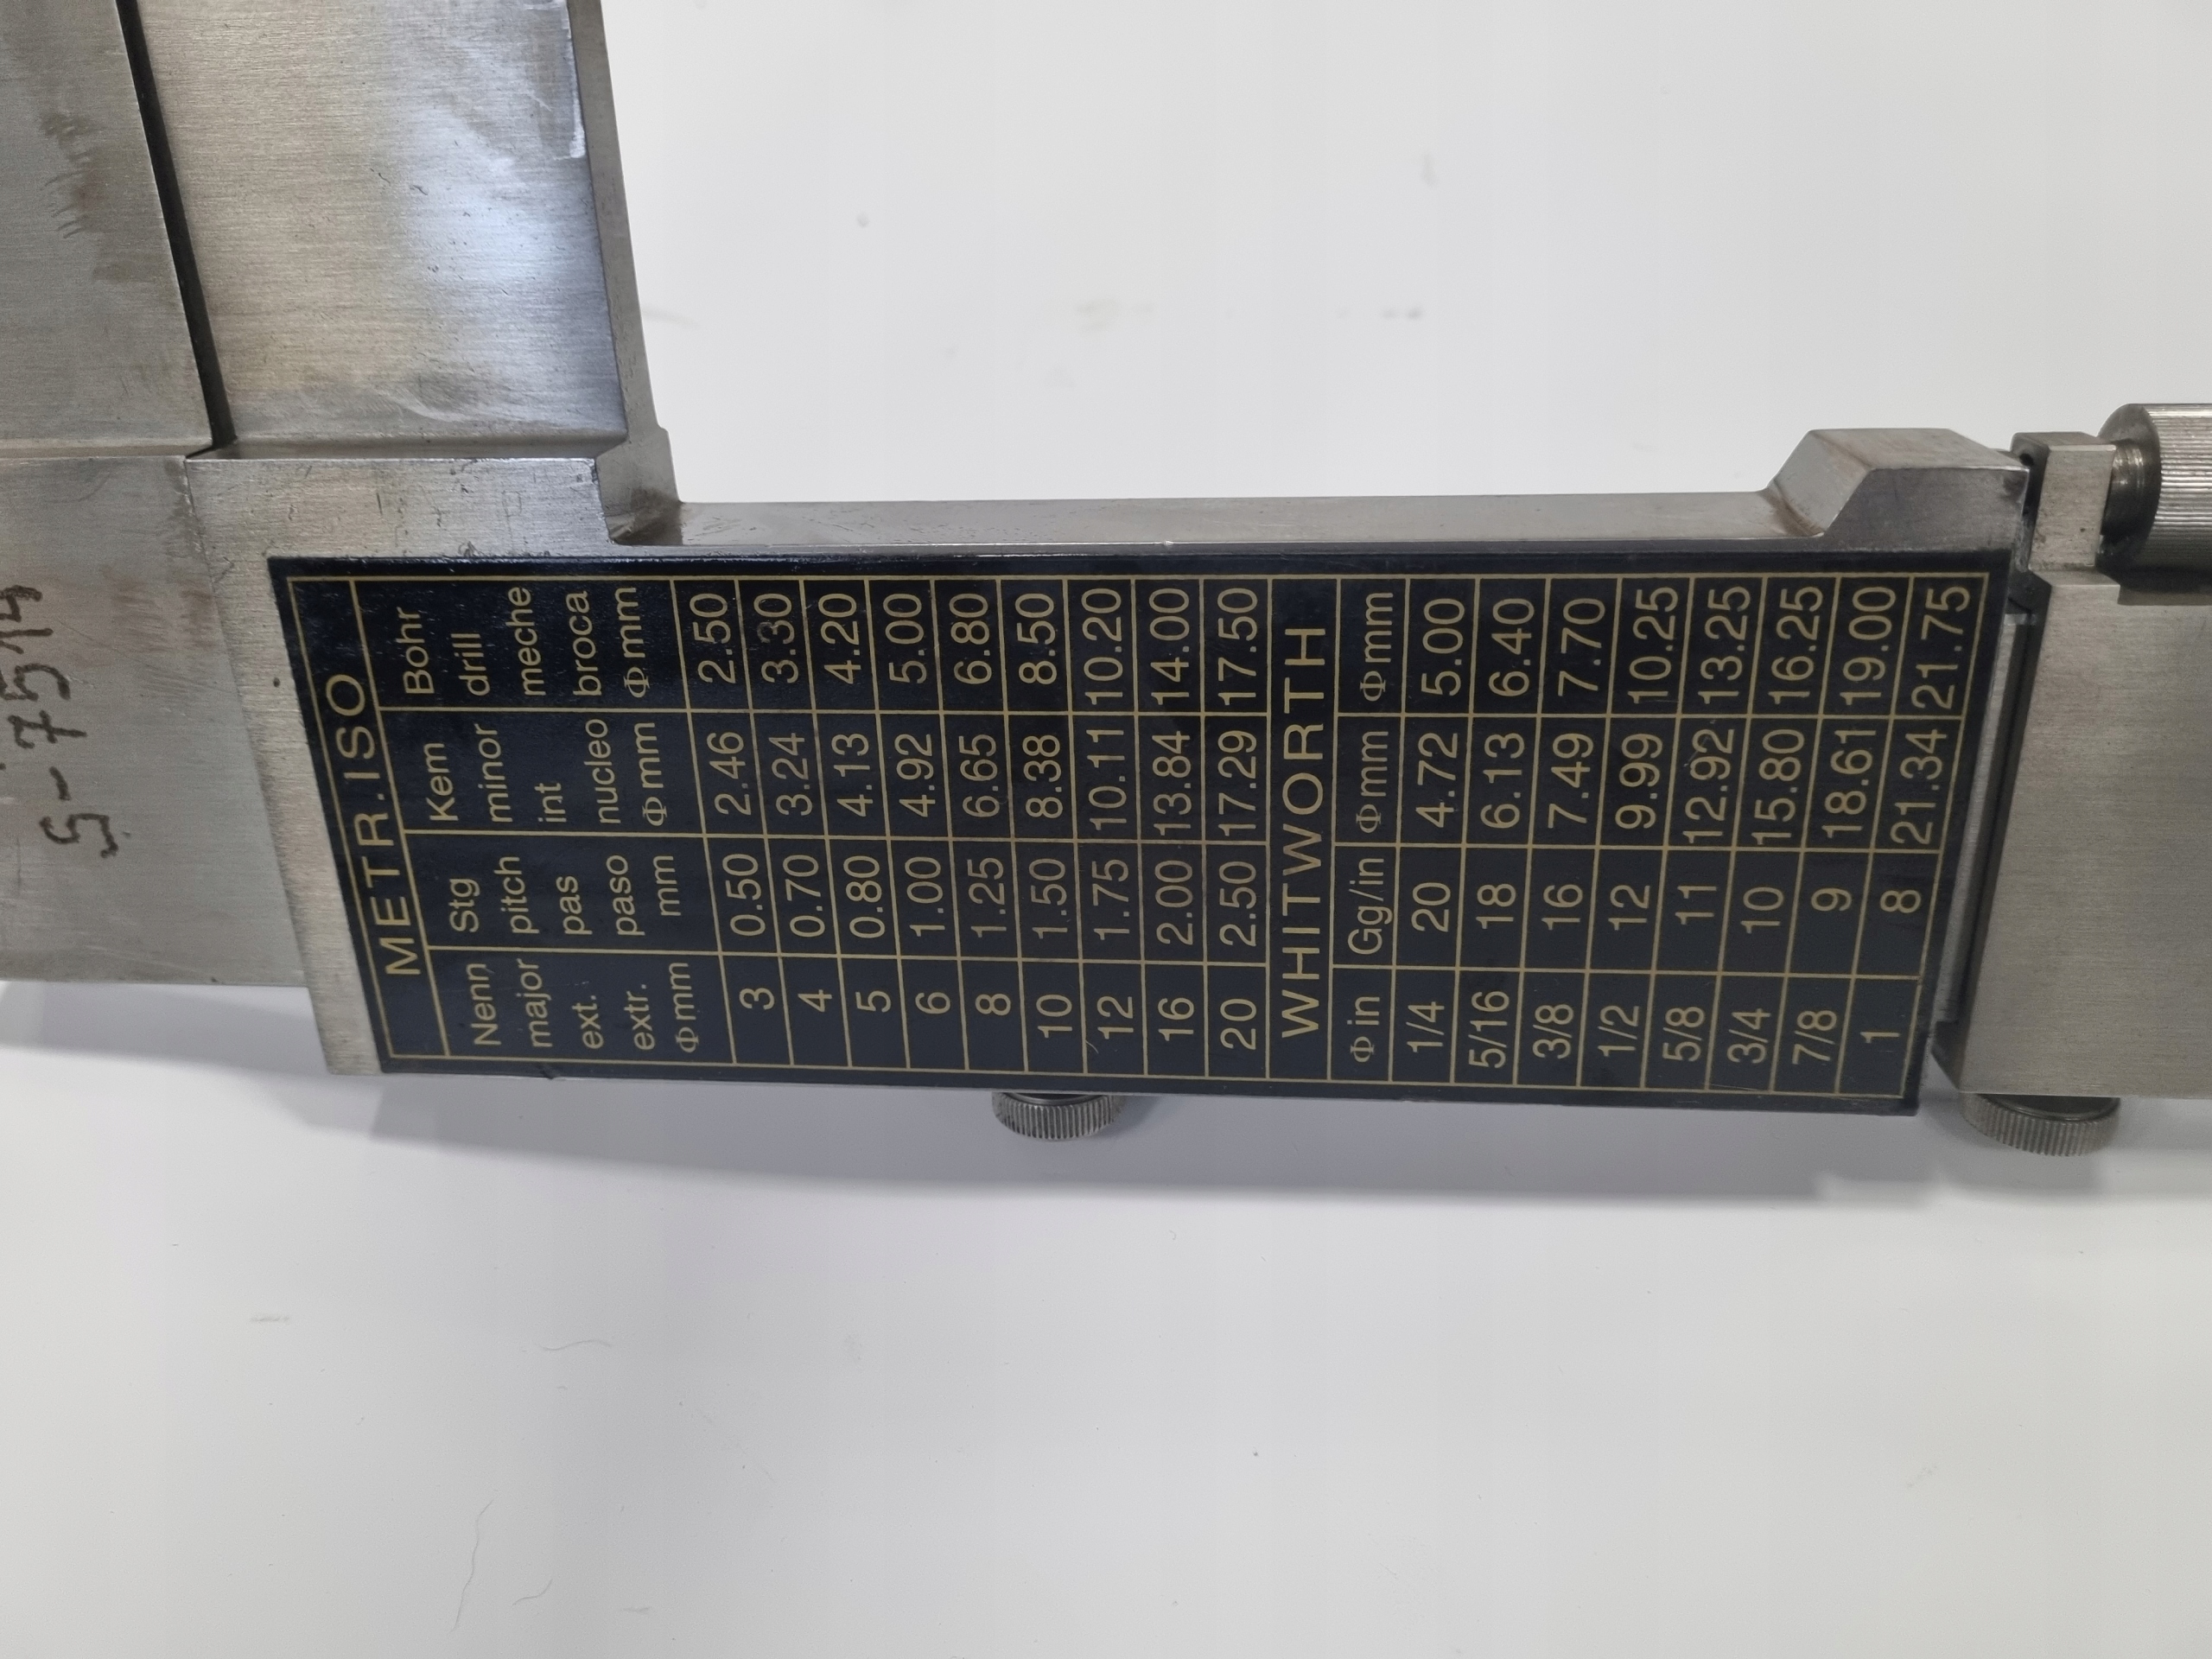 METR.ISO
Nenn Stg Kem Bohr
major pitch minor drill
ext. pas int meche
extr. paso nucleo broca
Φ mm mm Φ mm Φ mm
3 0.50 2.46 2.50
4 0.70 3.24 3.30
5 0.80 4.13 4.20
6 1.00 4.92 5.00
8 1.25 6.65 6.80
10 1.50 8.38 8.50
12 1.75 10.11 10.20
16 2.00 13.84 14.00
20 2.50 17.29 17.50
WHITWORTH
Φ in Gg/in Φ mm Φ mm
1/4 20 4.72 5.00
5/16 18 6.13 6.40
3/8 16 7.49 7.70
1/2 12 9.99 10.25
5/8 11 12.92 13.25
3/4 10 15.80 16.25
7/8 9 18.61 19.00
1 8 21.34 21.75